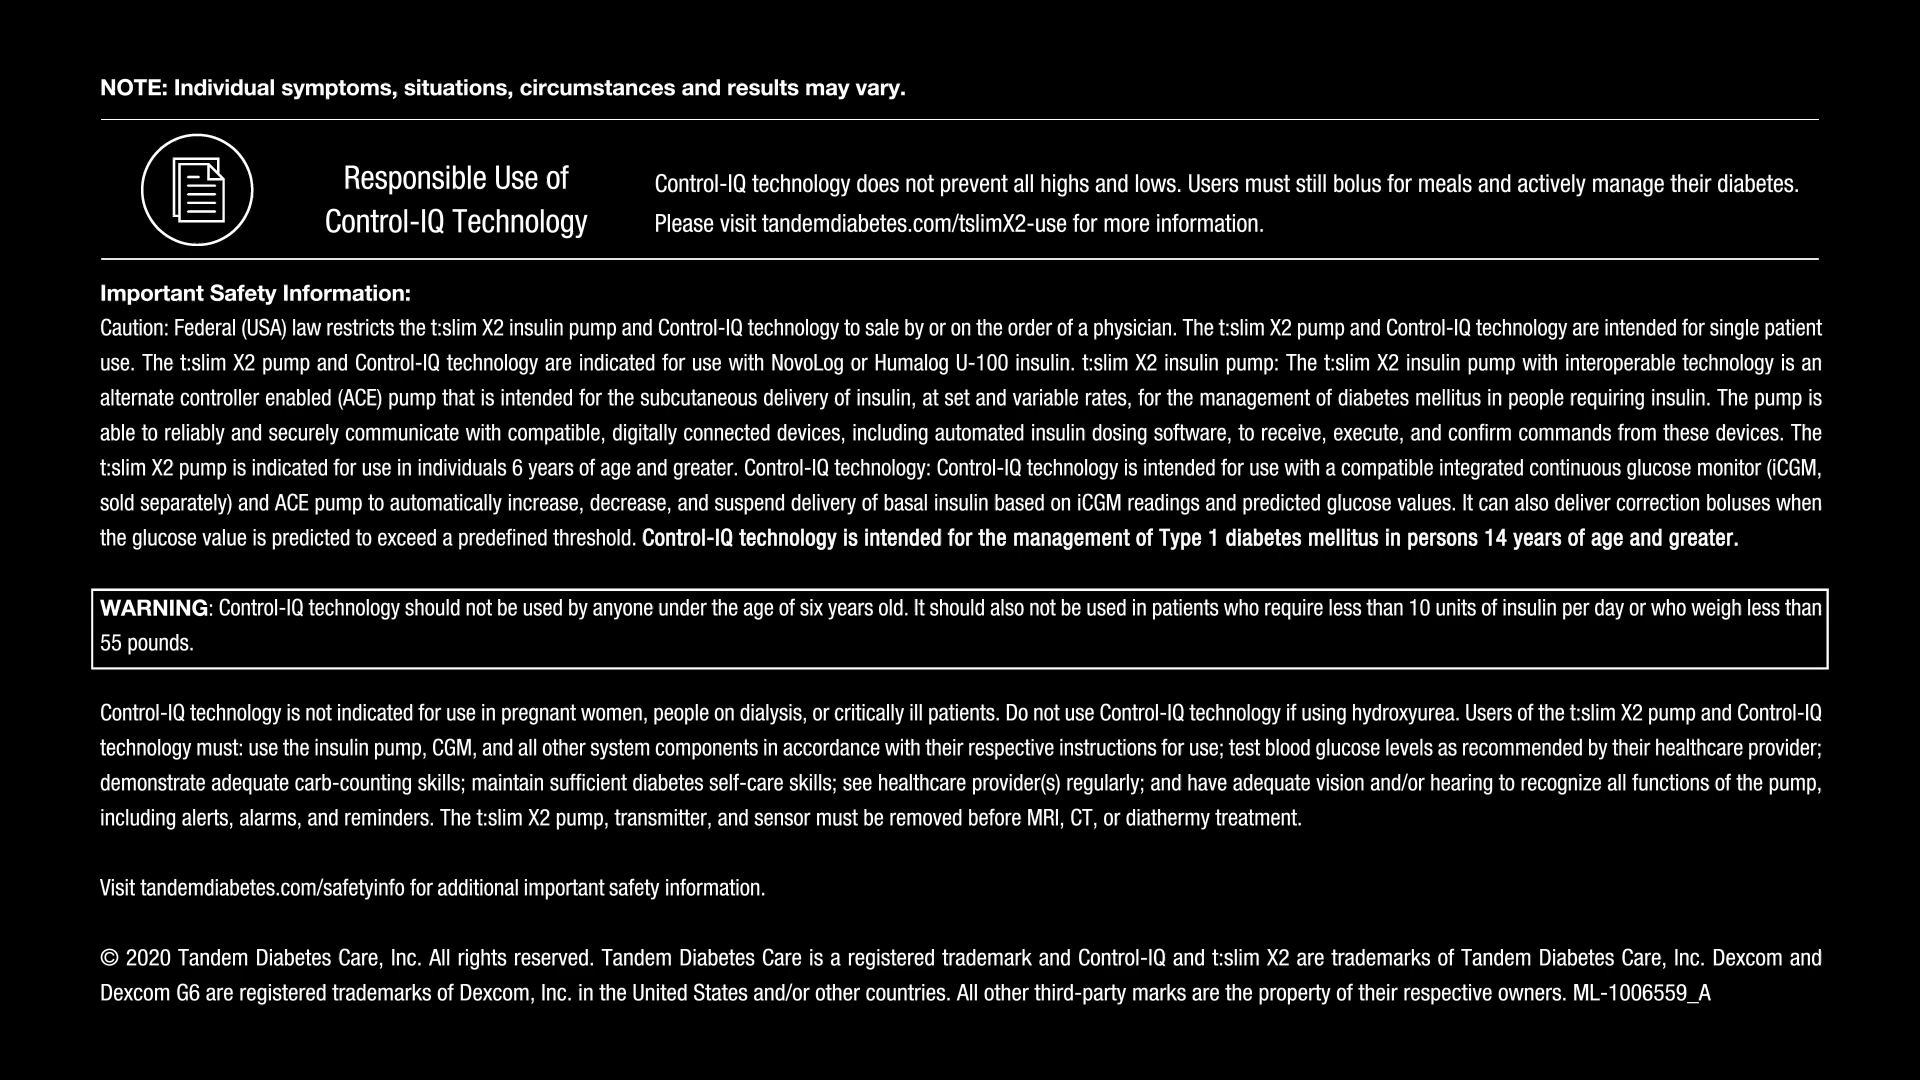 NOTE: Individual symptoms, situations, circumstances and results may vary.
Responsible Use of
Control-IQ Technology
Control-IQ technology does not prevent all highs and lows. Users must still bolus for meals and actively manage their diabetes.
Please visit tandemdiabetes.com/tslimX2-use for more information.
Important Safety Information:
Caution: Federal (USA) law restricts the t:slim X2 insulin pump and Control-IQ technology to sale by or on the order of a physician. The t:slim X2 pump and Control-IQ technology are intended for single patient
use. The t:slim X2 pump and Control-IQ technology are indicated for use with NovoLog or Humalog U-100 insulin. t:slim X2 insulin pump: The t:slim X2 insulin pump with interoperable technology is an
alternate controller enabled (ACE) pump that is intended for the subcutaneous delivery of insulin, at set and variable rates, for the management of diabetes mellitus in people requiring insulin. The pump is
able to reliably and securely communicate with compatible, digitally connected devices, including automated insulin dosing software, to receive, execute, and confirm commands from these devices. The
t:slim X2 pump is indicated for use in individuals 6 years of age and greater. Control-IQ technology: Control-IQ technology is intended for use with a compatible integrated continuous glucose monitor (iCGM,
sold separately) and ACE pump to automatically increase, decrease, and suspend delivery of basal insulin based on iCGM readings and predicted glucose values. It can also deliver correction boluses when
the glucose value is predicted to exceed a predefined threshold. Control-IQ technology is intended for the management of Type 1 diabetes mellitus in persons 14 years of age and greater.
WARNING: Control-IQ technology should not be used by anyone under the age of six years old. It should also not be used in patients who require less than 10 units of insulin per day or who weigh less than
55 pounds.
Control-IQ technology is not indicated for use in pregnant women, people on dialysis, or critically ill patients. Do not use Control-IQ technology if using hydroxyurea. Users of the t:slim X2 pump and Control-IQ
technology must: use the insulin pump, CGM, and all other system components in accordance with their respective instructions for use; test blood glucose levels as recommended by their healthcare provider;
demonstrate adequate carb-counting skills; maintain sufficient diabetes self-care skills; see healthcare provider(s) regularly; and have adequate vision and/or hearing to recognize all functions of the pump,
including alerts, alarms, and reminders. The t:slim X2 pump, transmitter, and sensor must be removed before MRI, CT, or diathermy treatment.
Visit tandemdiabetes.com/safetyinfo for additional important safety information.
© 2020 Tandem Diabetes Care, Inc. All rights reserved. Tandem Diabetes Care is a registered trademark and Control-IQ and t:slim X2 are trademarks of Tandem Diabetes Care, Inc. Dexcom and
Dexcom G6 are registered trademarks of Dexcom, Inc. in the United States and/or other countries. All other third-party marks are the property of their respective owners. ML-1006559_A